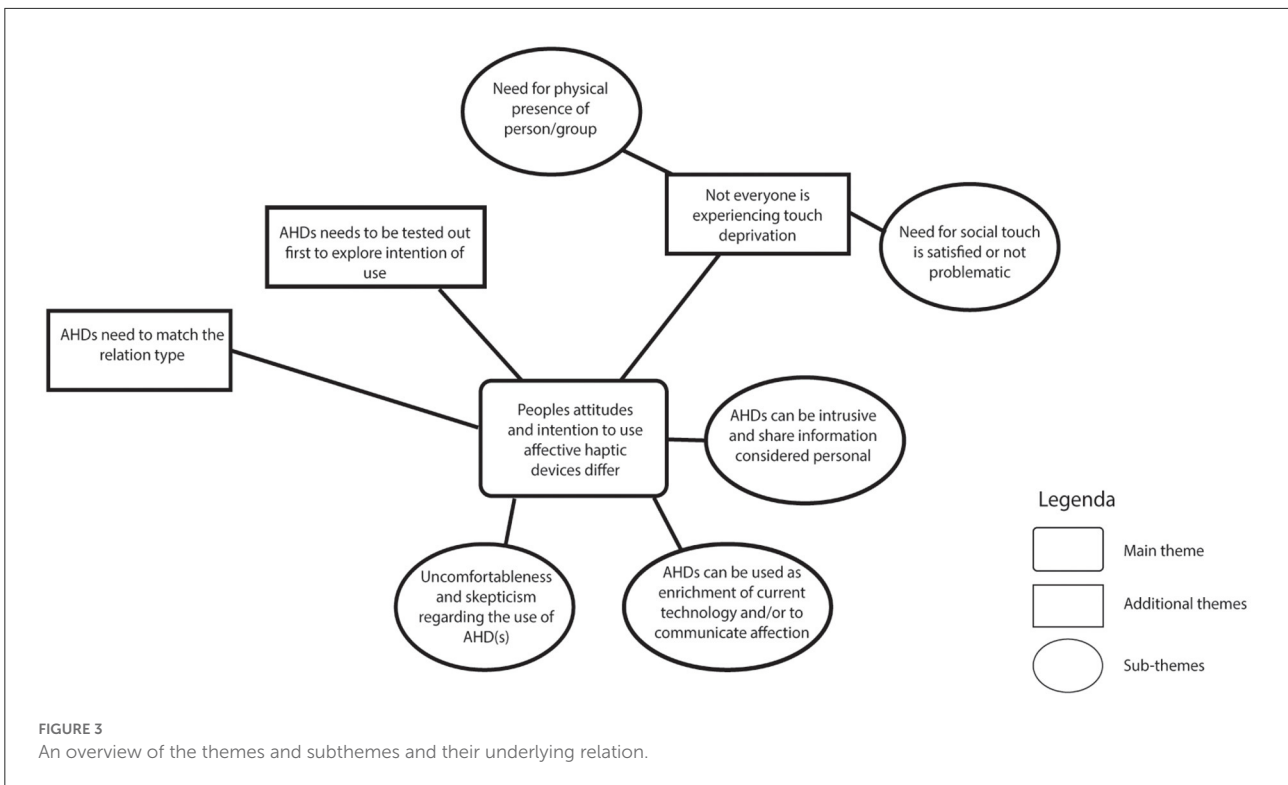 Need for physical
presence of
person/group
Not everyone is
experiencing touch
deprivation
Need for social touch
is satisfied or not
problematic
AHDs needs to be tested out
first to explore intention of
use
AHDs need to match the
relation type
Peoples attitudes
and intention to use
affective haptic
devices differ
AHDs can be intrusive
and share information
considered personal
Uncomfortableness
and skepticism
regarding the use of
AHD(s)
AHDs can be used as
enrichment of current
technology and/or to
communicate affection
Legenda
Main theme
Additional themes
Sub-themes
FIGURE 3
An overview of the themes and subthemes and their underlying relation.